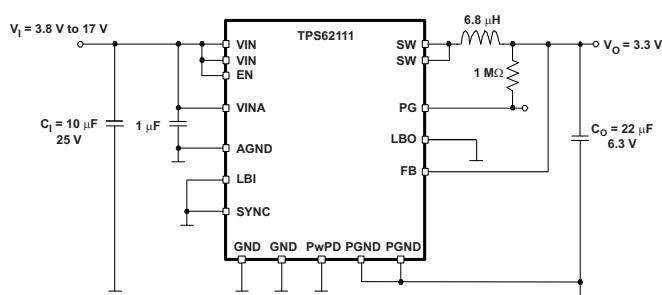 V_I = 3.8 V to 17 V
TPS62111
6.8 μH
V_O = 3.3 V
VIN
VIN
EN
SW
SW
1 MΩ
VINA
PG
C_I = 10 μF
25 V
1 μF
C_O = 22 μF
6.3 V
AGND
LBO
LBI
FB
SYNC
GND
GND
PwPD
PGND
PGND